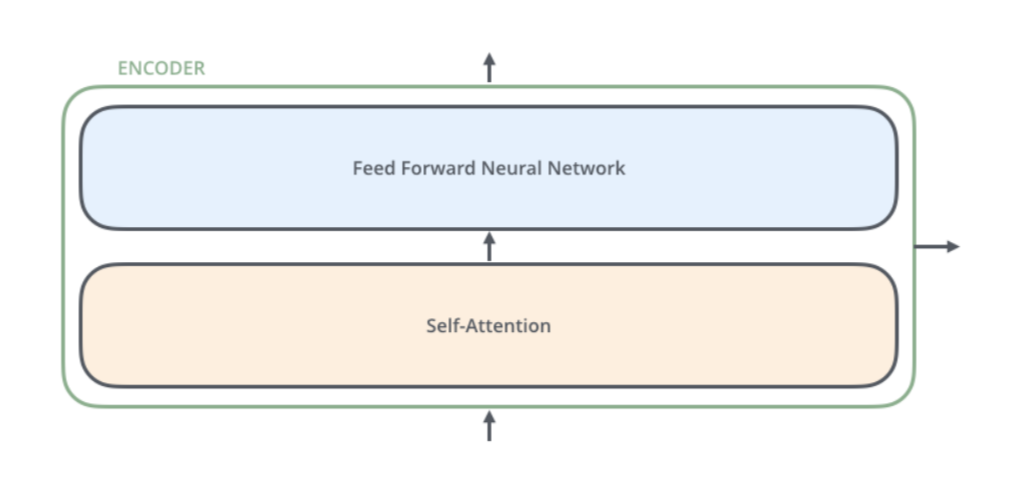 ENCODER
Feed Forward Neural Network
Self-Attention